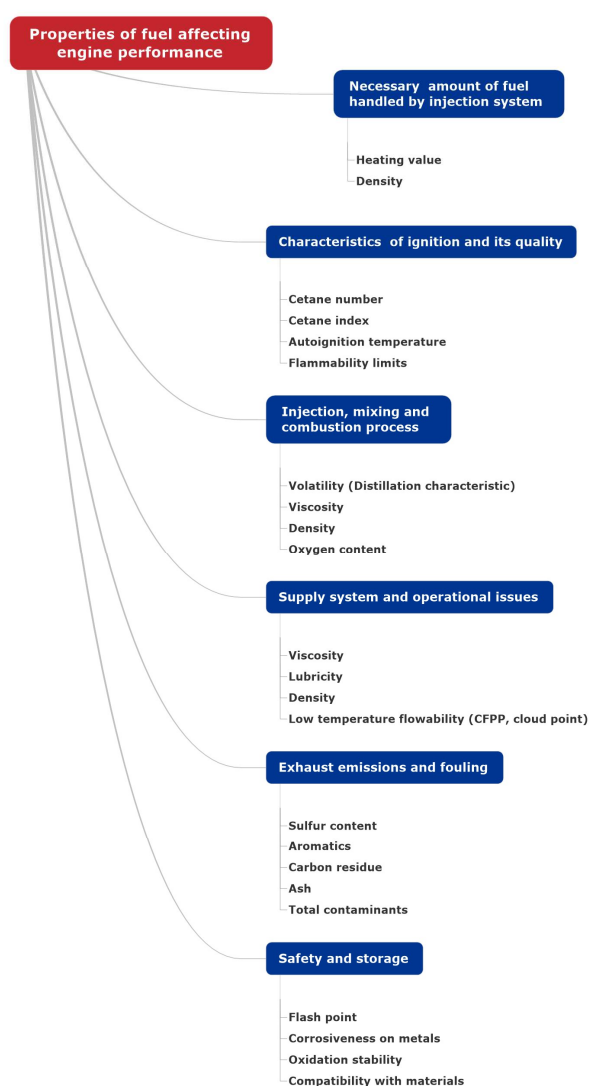 Properties of fuel affecting
engine performance
Necessary amount of fuel
handled by injection system
Heating value
Density
Characteristics of ignition and its quality
Cetane number
Cetane index
Autoignition temperature
Flammability limits
Injection, mixing and
combustion process
Volatility (Distillation characteristic)
Viscosity
Density
Oxygen content
Supply system and operational issues
Viscosity
Lubricity
Density
Low temperature flowability (CFPP, cloud point)
Exhaust emissions and fouling
Sulfur content
Aromatics
Carbon residue
Ash
Total contaminants
Safety and storage
Flash point
Corrosiveness on metals
Oxidation stability
Compatibility with materials